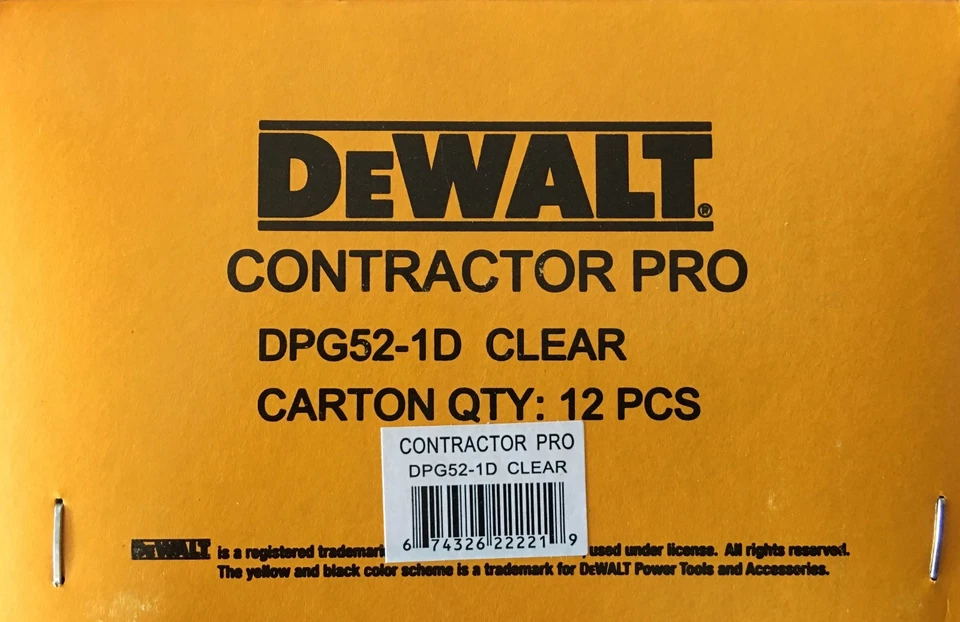 DEWALT®
CONTRACTOR PRO
DPG52-1D CLEAR
CARTON QTY: 12 PCS
CONTRACTOR PRO
DPG52-1D CLEAR
6 74326 22221 9
DEWALT is a registered trademark used under license. All rights reserved.
The yellow and black color scheme is a trademark for DEWALT Power Tools and Accessories.